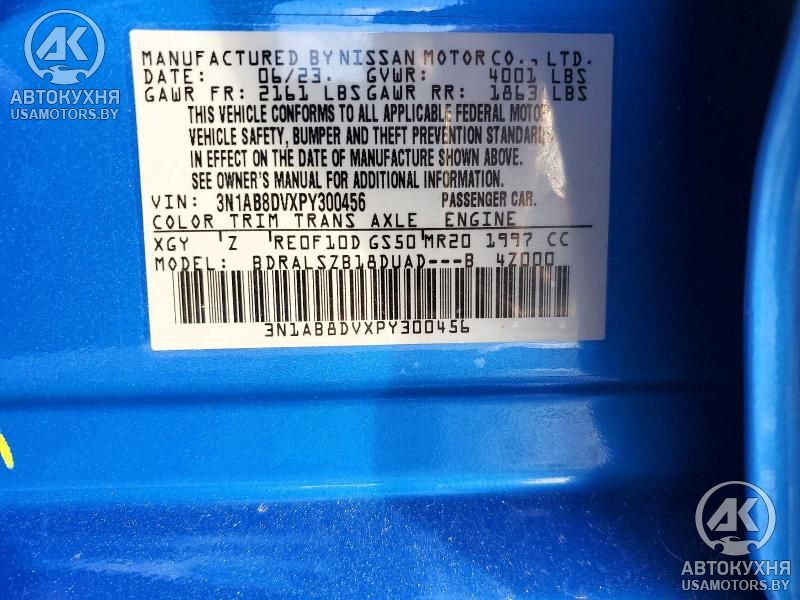 AK
АВТОКУХНЯ
USAMOTORS.BY
MANUFACTURED BY NISSAN MOTOR CO., LTD.
DATE: 06/23. GVWR: 4001 LBS
GAWR FR: 2161 LBS GAWR RR: 1863 LBS
THIS VEHICLE CONFORMS TO ALL APPLICABLE FEDERAL MOTOR
VEHICLE SAFETY, BUMPER AND THEFT PREVENTION STANDARDS
IN EFFECT ON THE DATE OF MANUFACTURE SHOWN ABOVE.
SEE OWNER'S MANUAL FOR ADDITIONAL INFORMATION.
VIN: 3N1AB8DVXPY300456 PASSENGER CAR.
COLOR TRIM TRANS AXLE ENGINE
XGY Z RE0F10D GS50 MR20 1997 CC
MODEL: BDRALSZB18DUAD---B 4Z000
3N1AB8DVXPY300456
AK
АВТОКУХНЯ
USAMOTORS.BY